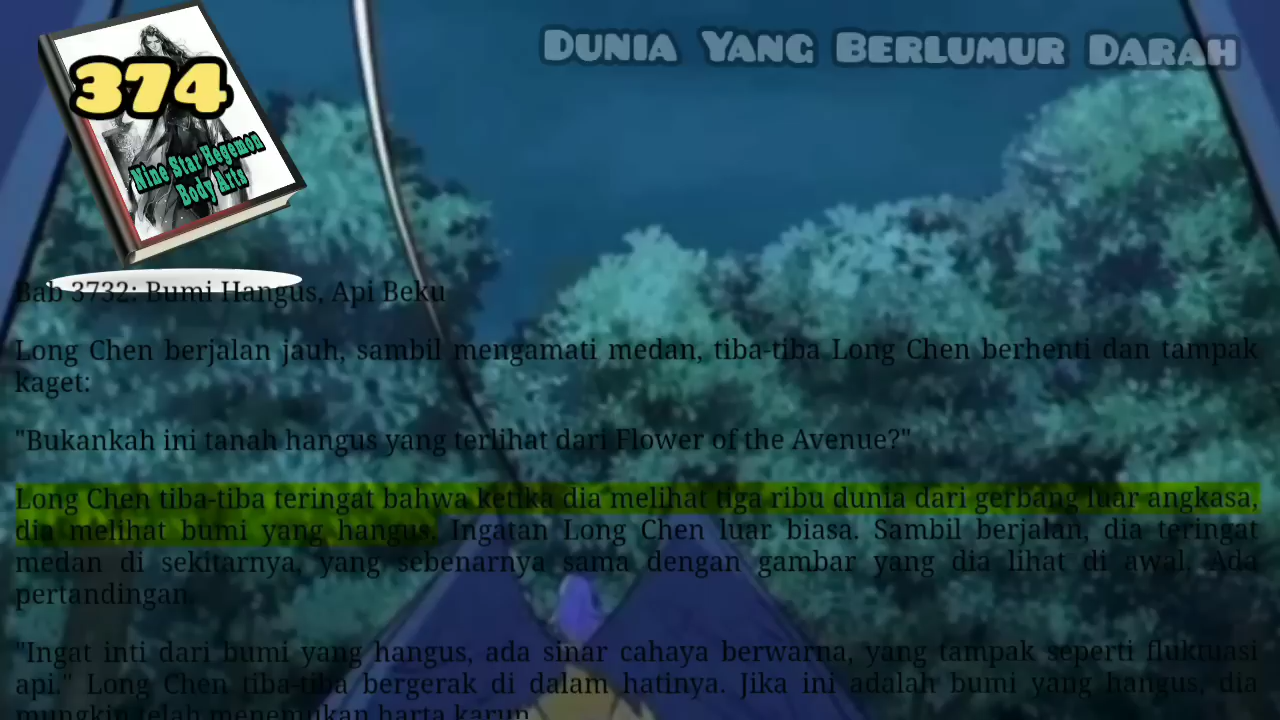 Dunia Yang Berlumur Darah
374
Nine Star Hegemon
Body Arts
Bab 3732: Bumi Hangus, Api Beku
Long Chen berjalan jauh, sambil mengamati medan, tiba-tiba Long Chen berhenti dan tampak
kaget:
"Bukankah ini tanah hangus yang terlihat dari Flower of the Avenue?"
Long Chen tiba-tiba teringat bahwa ketika dia melihat tiga ribu dunia dari gerbang luar angkasa,
dia melihat bumi yang hangus. Ingatan Long Chen luar biasa. Sambil berjalan, dia teringat
medan di sekitarnya, yang sebenarnya sama dengan gambar yang dia lihat di awal. Ada
pertandingan.
"Ingat inti dari bumi yang hangus, ada sinar cahaya berwarna, yang tampak seperti fluktuasi
api." Long Chen tiba-tiba bergerak di dalam hatinya. Jika ini adalah bumi yang hangus, dia
mungkin telah menemukan harta karun.